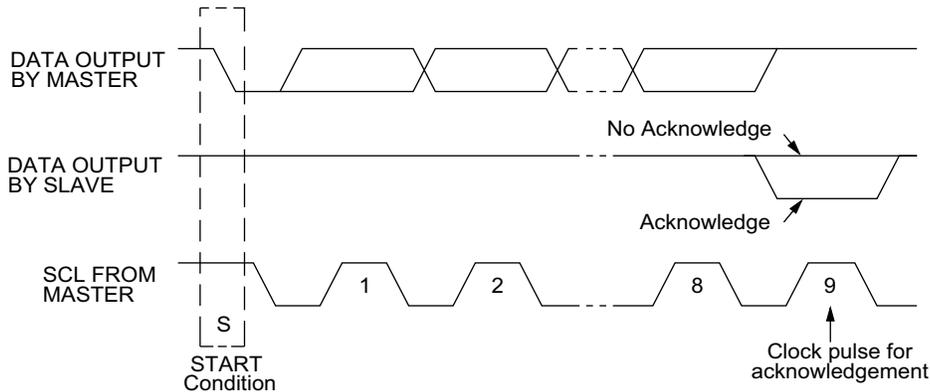 DATA OUTPUT
BY MASTER
No Acknowledge
DATA OUTPUT
BY SLAVE
Acknowledge
SCL FROM
MASTER
1
2
8
9
S
START
Condition
Clock pulse for
acknowledgement